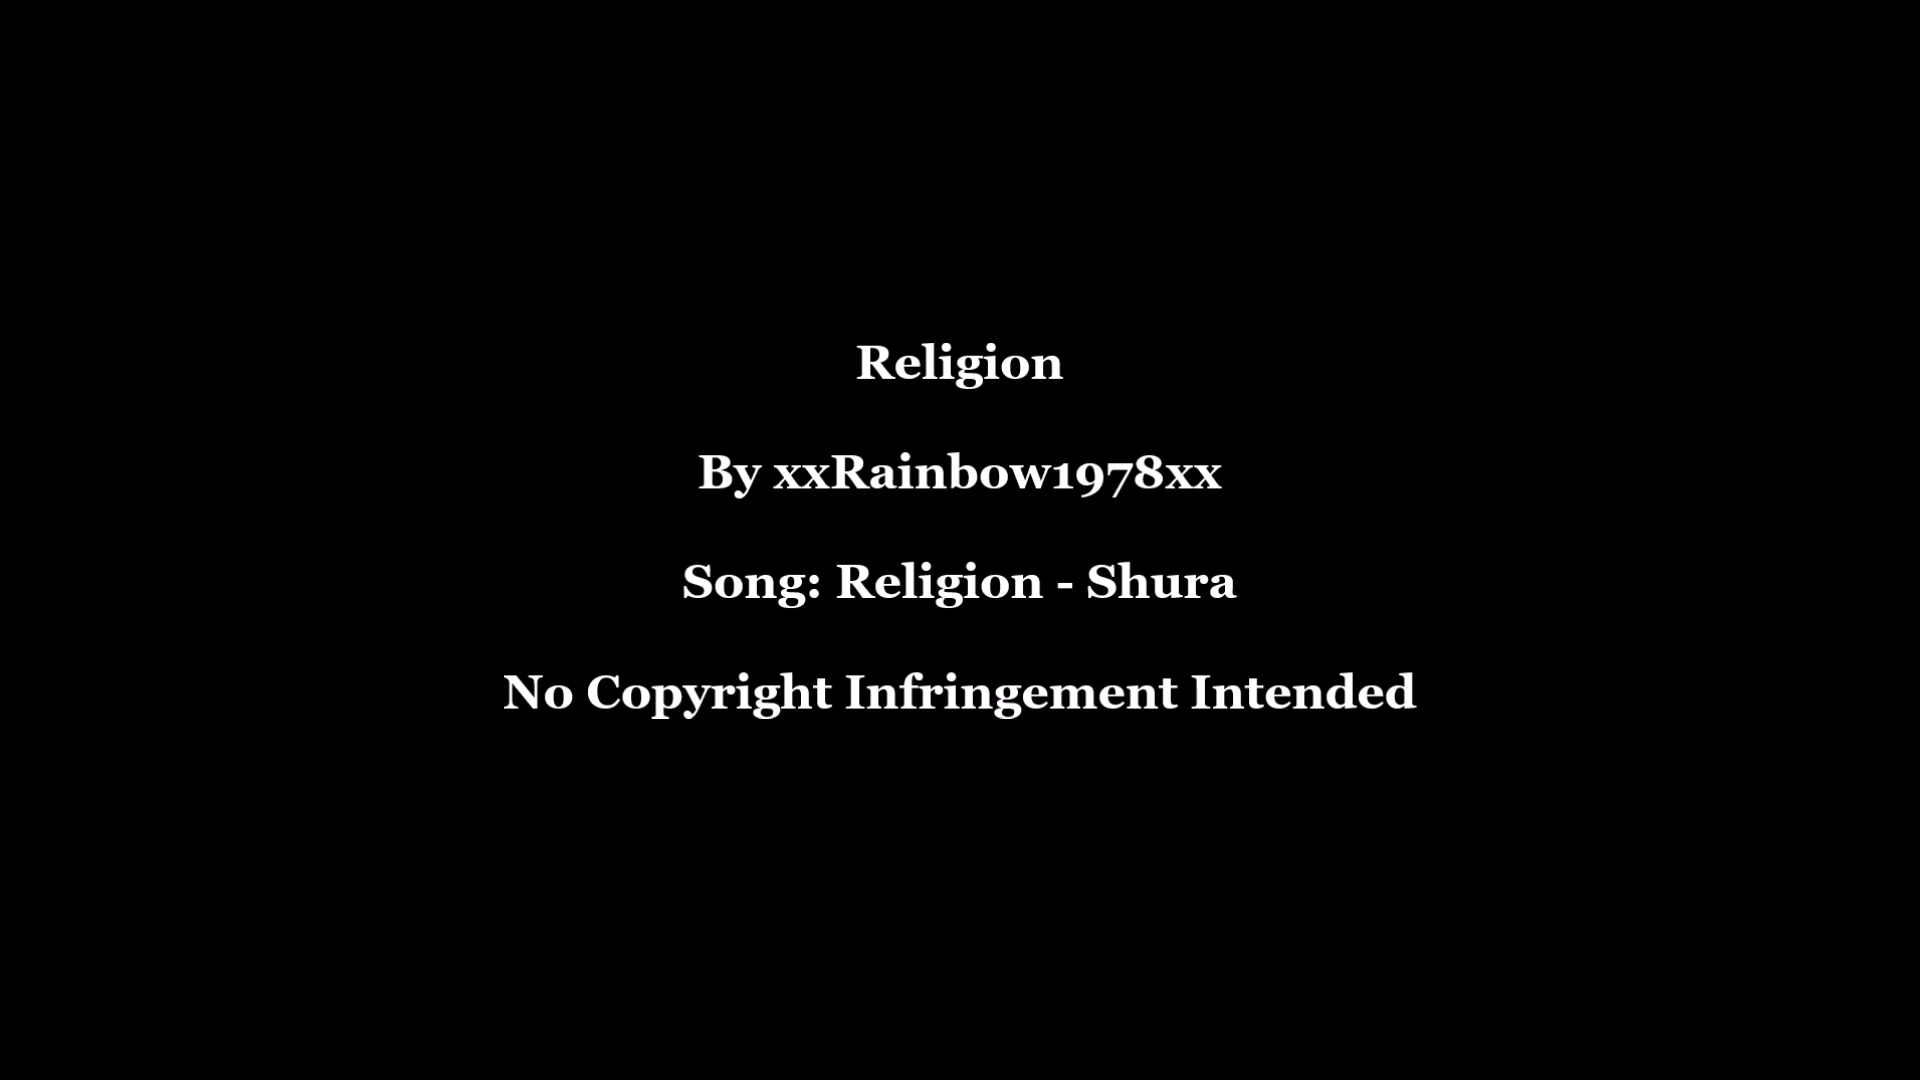 Religion
By xxRainbow1978xx
Song: Religion - Shura
No Copyright Infringement Intended